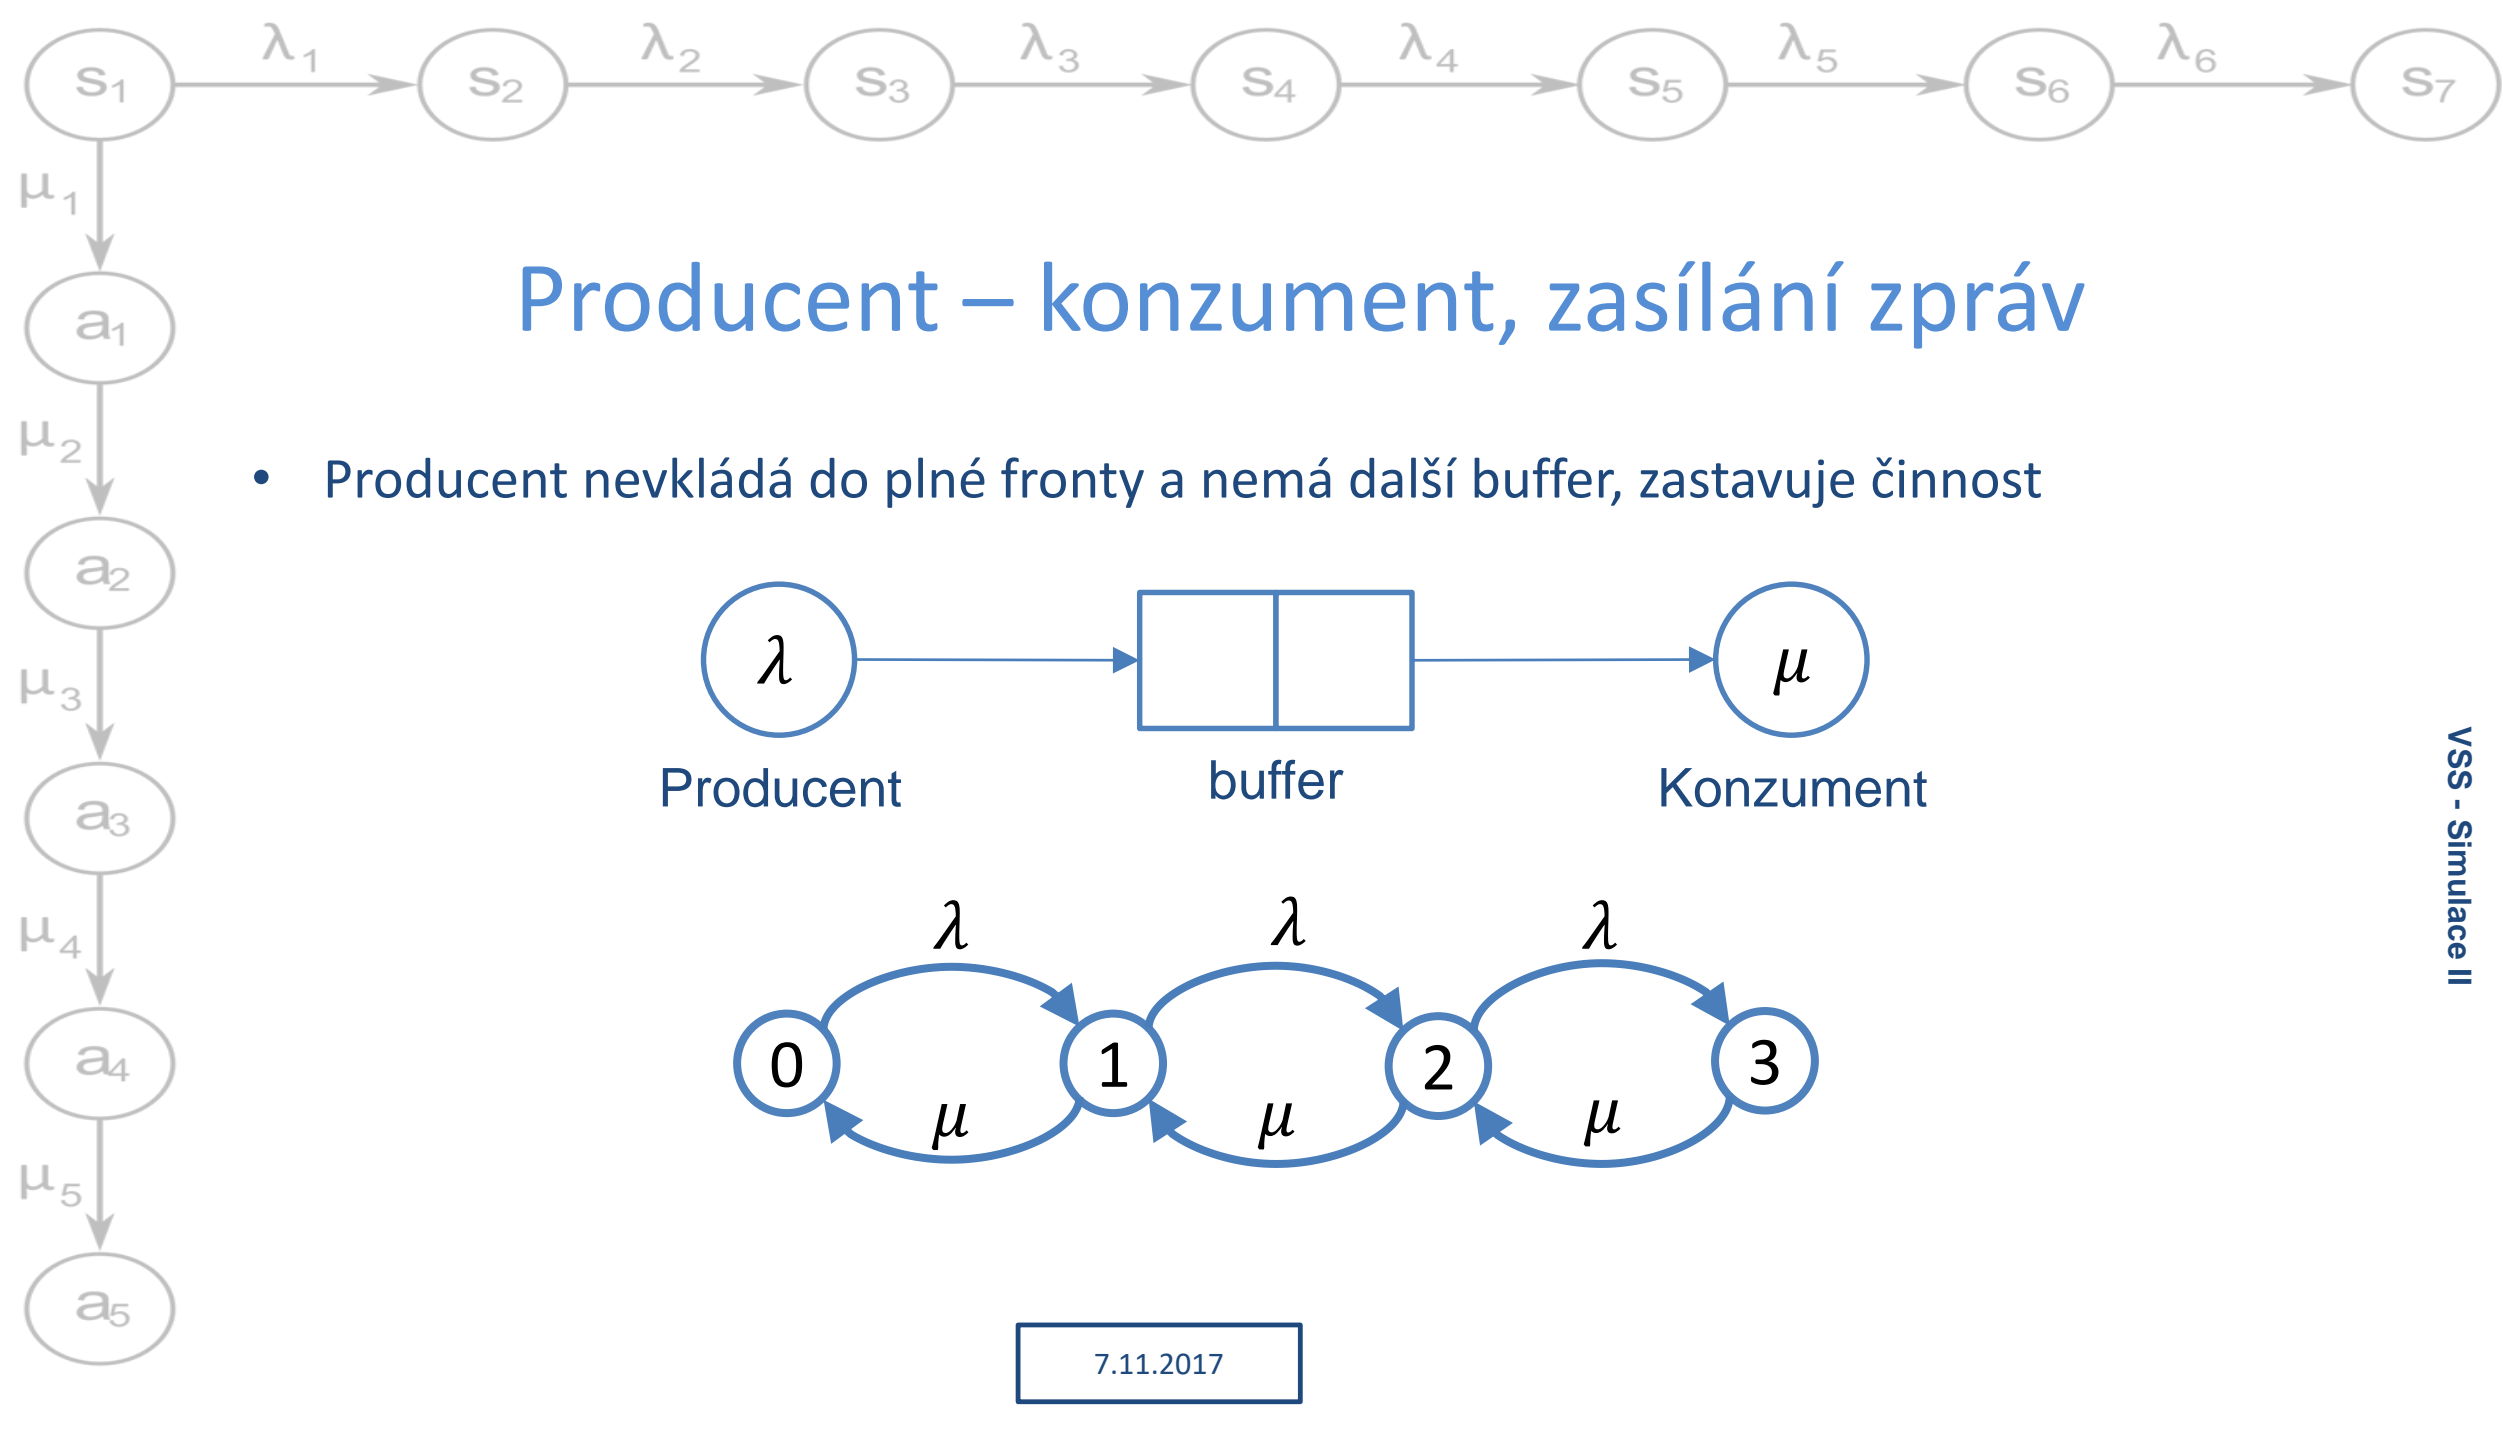 λ1 λ2 λ3 λ4 λ5 λ6
s1 s2 s3 s4 s5 s6 s7
μ1
a1
μ2
a2
μ3
a3
μ4
a4
μ5
a5
Producent – konzument, zasílání zpráv
• Producent nevkládá do plné fronty a nemá další buffer, zastavuje činnost
λ μ
Producent buffer Konzument
λ λ λ
0 1 2 3
μ μ μ
7.11.2017
VSS - Simulace II